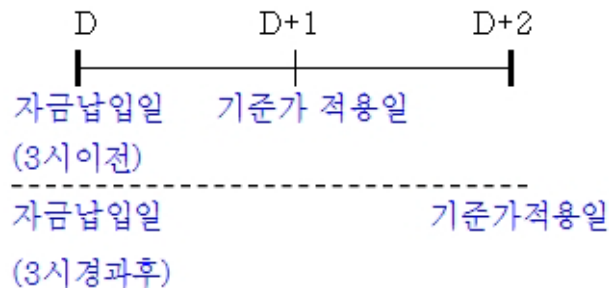 D D+1 D+2
자금납입일 기준가 적용일
(3시이전)
자금납입일 기준가적용일
(3시경과후)